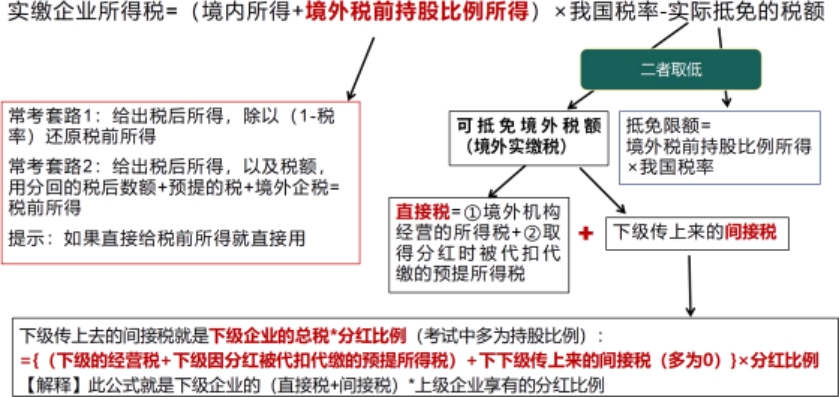 实缴企业所得税=（境内所得+境外税前持股比例所得）×我国税率-实际抵免的税额
二者取低
常考套路1：给出税后所得，除以（1-税
率）还原税前所得
常考套路2：给出税后所得，以及税额，
用分回的税后数额+预提的税+境外企税=
税前所得
提示：如果直接给税前所得就直接用
可抵免境外税额
（境外实缴税）
抵免限额=
境外税前持股比例所得
×我国税率
直接税=①境外机构
经营的所得税+②取
得分红时被代扣代
缴的预提所得税
+
下级传上来的间接税
下级传上去的间接税就是下级企业的总税*分红比例（考试中多为持股比例）：
={（下级的经营税+下级因分红被代扣代缴的预提所得税）+下下级传上来的间接税（多为0）}×分红比例
【解释】此公式就是下级企业的（直接税+间接税）*上级企业享有的分红比例